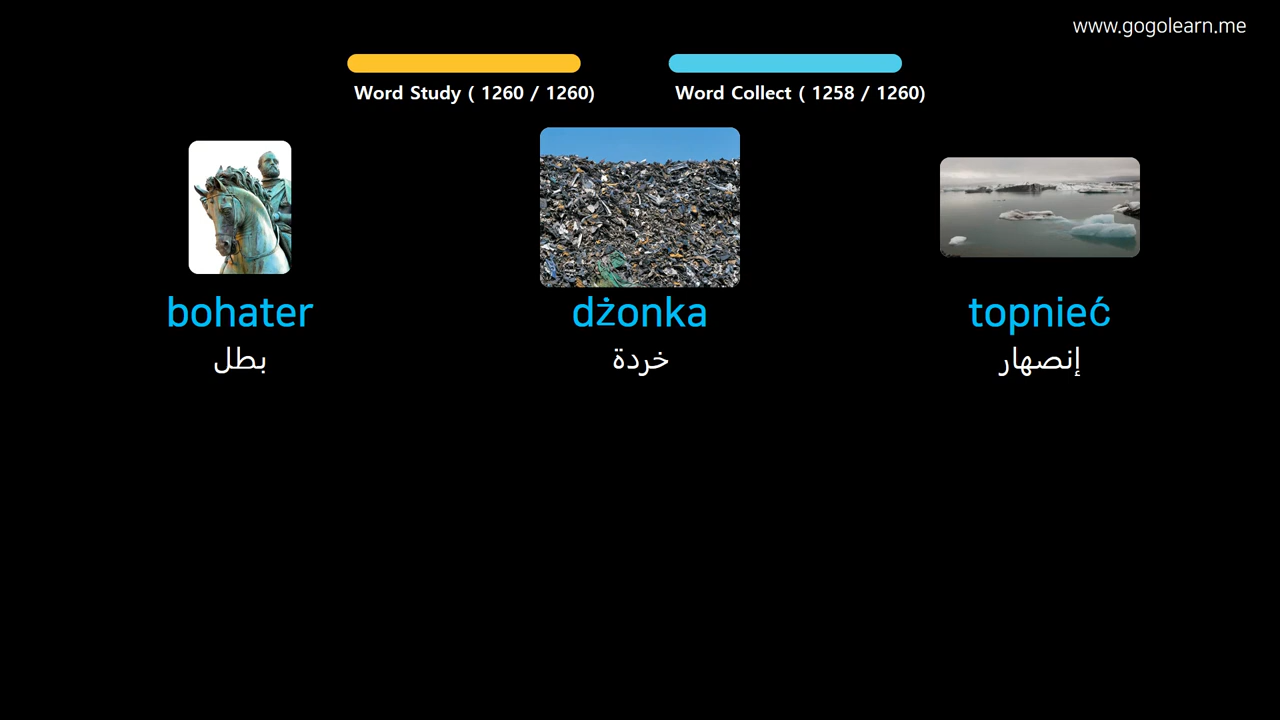 www.gogolearn.me
Word Study ( 1260 / 1260)
Word Collect ( 1258 / 1260)
bohater
dżonka
topnieć
بطل
خردة
إنصهار